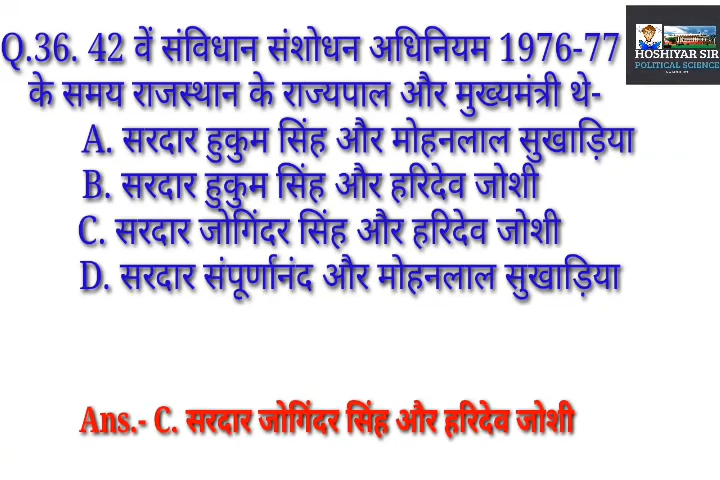 Q.36. 42 वें संविधान संशोधन अधिनियम 1976-77
के समय राजस्थान के राज्यपाल और मुख्यमंत्री थे-
A. सरदार हुकुम सिंह और मोहनलाल सुखाड़िया
B. सरदार हुकुम सिंह और हरिदेव जोशी
C. सरदार जोगिंदर सिंह और हरिदेव जोशी
D. सरदार संपूर्णानंद और मोहनलाल सुखाड़िया
Ans.- C. सरदार जोगिंदर सिंह और हरिदेव जोशी
HOSHIYAR SIR
POLITICAL SCIENCE